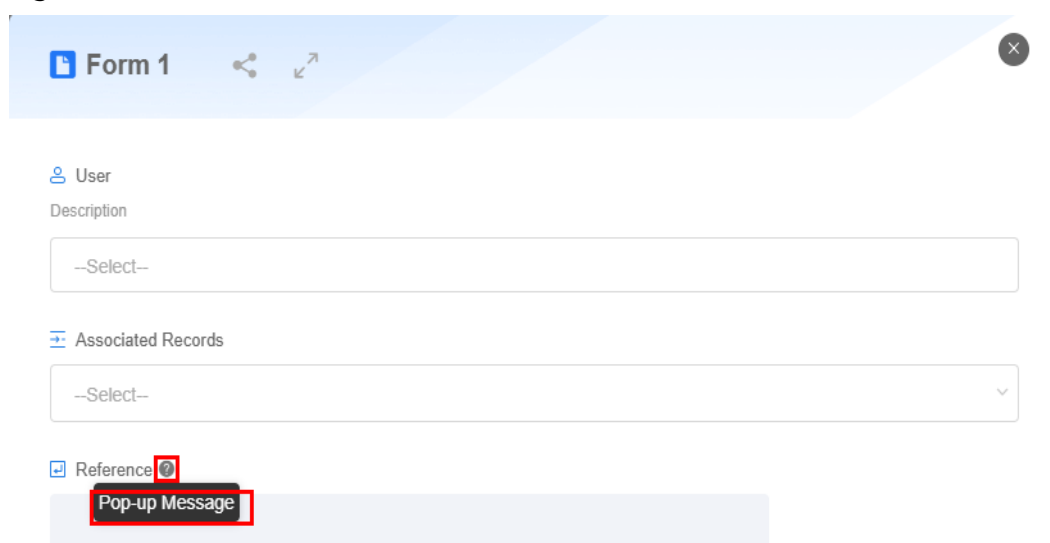 Form 1
User
Description
--Select--
Associated Records
--Select--
Reference
Pop-up Message